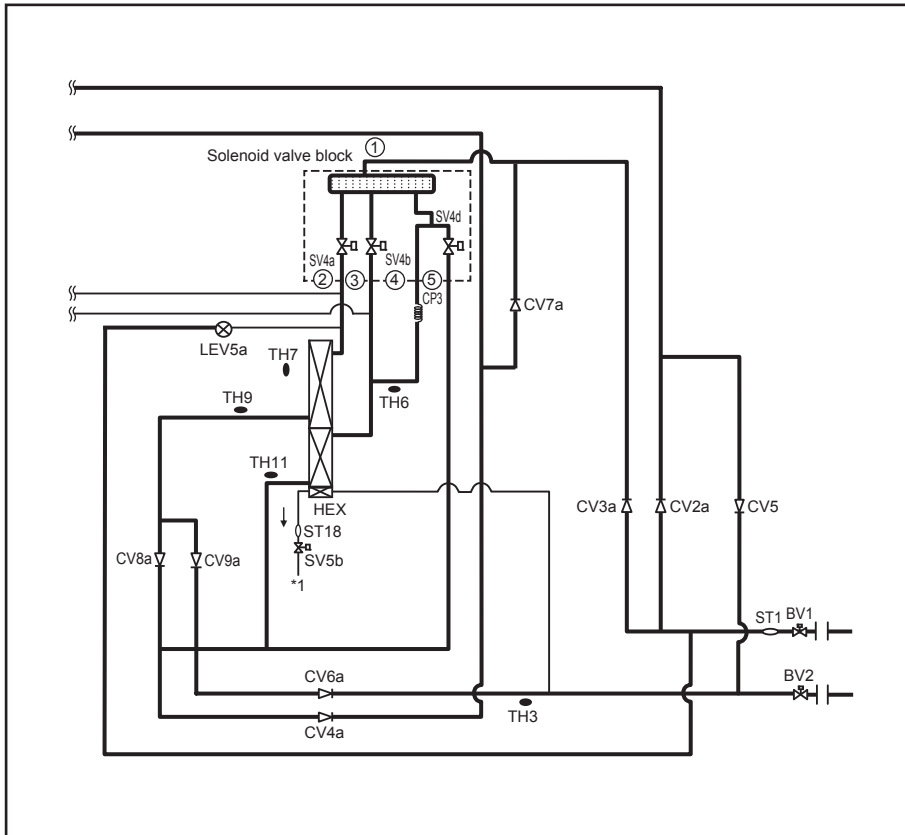 Solenoid valve block
①
SV4d
SV4a
SV4b
②
③
④
⑤
CP3
CV7a
LEV5a
TH7
TH6
TH9
TH11
HEX
CV3a
CV2a
CV5
ST18
CV8a
CV9a
SV5b
*1
ST1
BV1
CV6a
BV2
TH3
CV4a